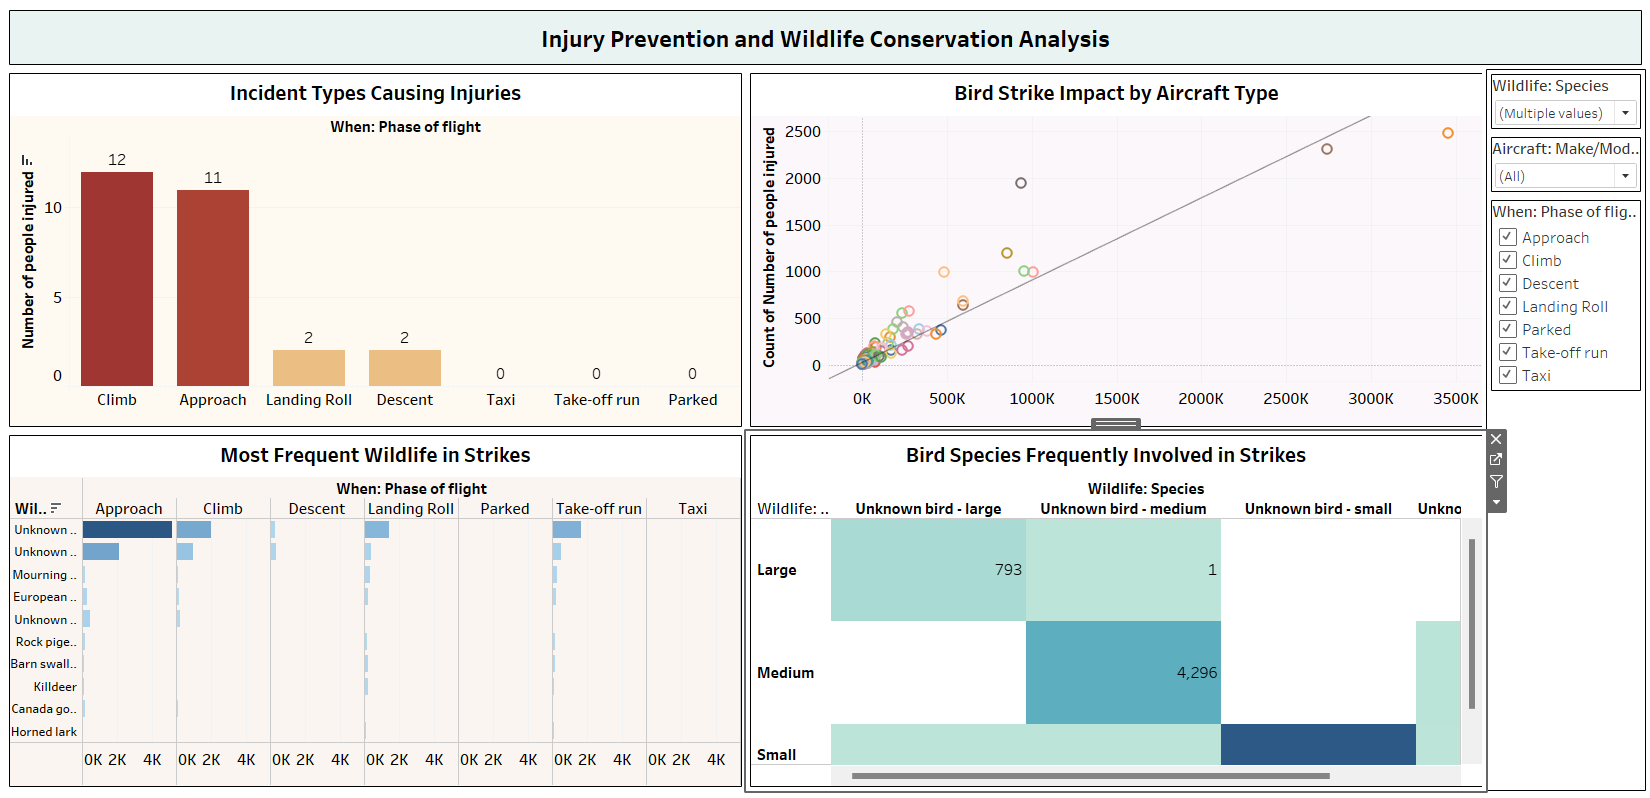 Injury Prevention and Wildlife Conservation Analysis
Incident Types Causing Injuries
When: Phase of flight
Number of people injured
12
11
2
2
0
0
0
10
5
0
Climb
Approach
Landing Roll
Descent
Taxi
Take-off run
Parked
Bird Strike Impact by Aircraft Type
Count of Number of people injured
2500
2000
1500
1000
500
0
0K
500K
1000K
1500K
2000K
2500K
3000K
3500K
Wildlife: Species
(Multiple values)
Aircraft: Make/Mod..
(All)
When: Phase of flig..
Approach
Climb
Descent
Landing Roll
Parked
Take-off run
Taxi
Most Frequent Wildlife in Strikes
When: Phase of flight
Wil..
Approach
Climb
Descent
Landing Roll
Parked
Take-off run
Taxi
Unknown ..
Unknown ..
Mourning ..
European ..
Unknown ..
Rock pige..
Barn swall..
Killdeer
Canada go..
Horned lark
0K 2K 4K
0K 2K 4K
0K 2K 4K
0K 2K 4K
0K 2K 4K
0K 2K 4K
0K 2K 4K
Bird Species Frequently Involved in Strikes
Wildlife: Species
Wildlife: ..
Unknown bird - large
Unknown bird - medium
Unknown bird - small
Unkno
Large
793
1
Medium
4,296
Small